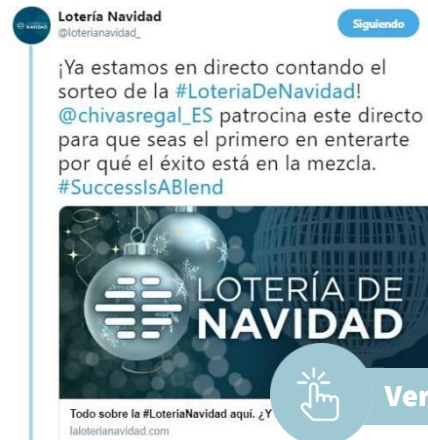 Lotería Navidad
@loterianavidad_
Siguiendo
¡Ya estamos en directo contando el
sorteo de la #LoteriaDeNavidad!
@chivasregal_ES patrocina este directo
para que seas el primero en enterarte
por qué el éxito está en la mezcla.
#SuccessIsABlend
LOTERÍA DE
NAVIDAD
Todo sobre la #LoteriaNavidad aquí. ¿Y
laloterianavidad.com
Ver